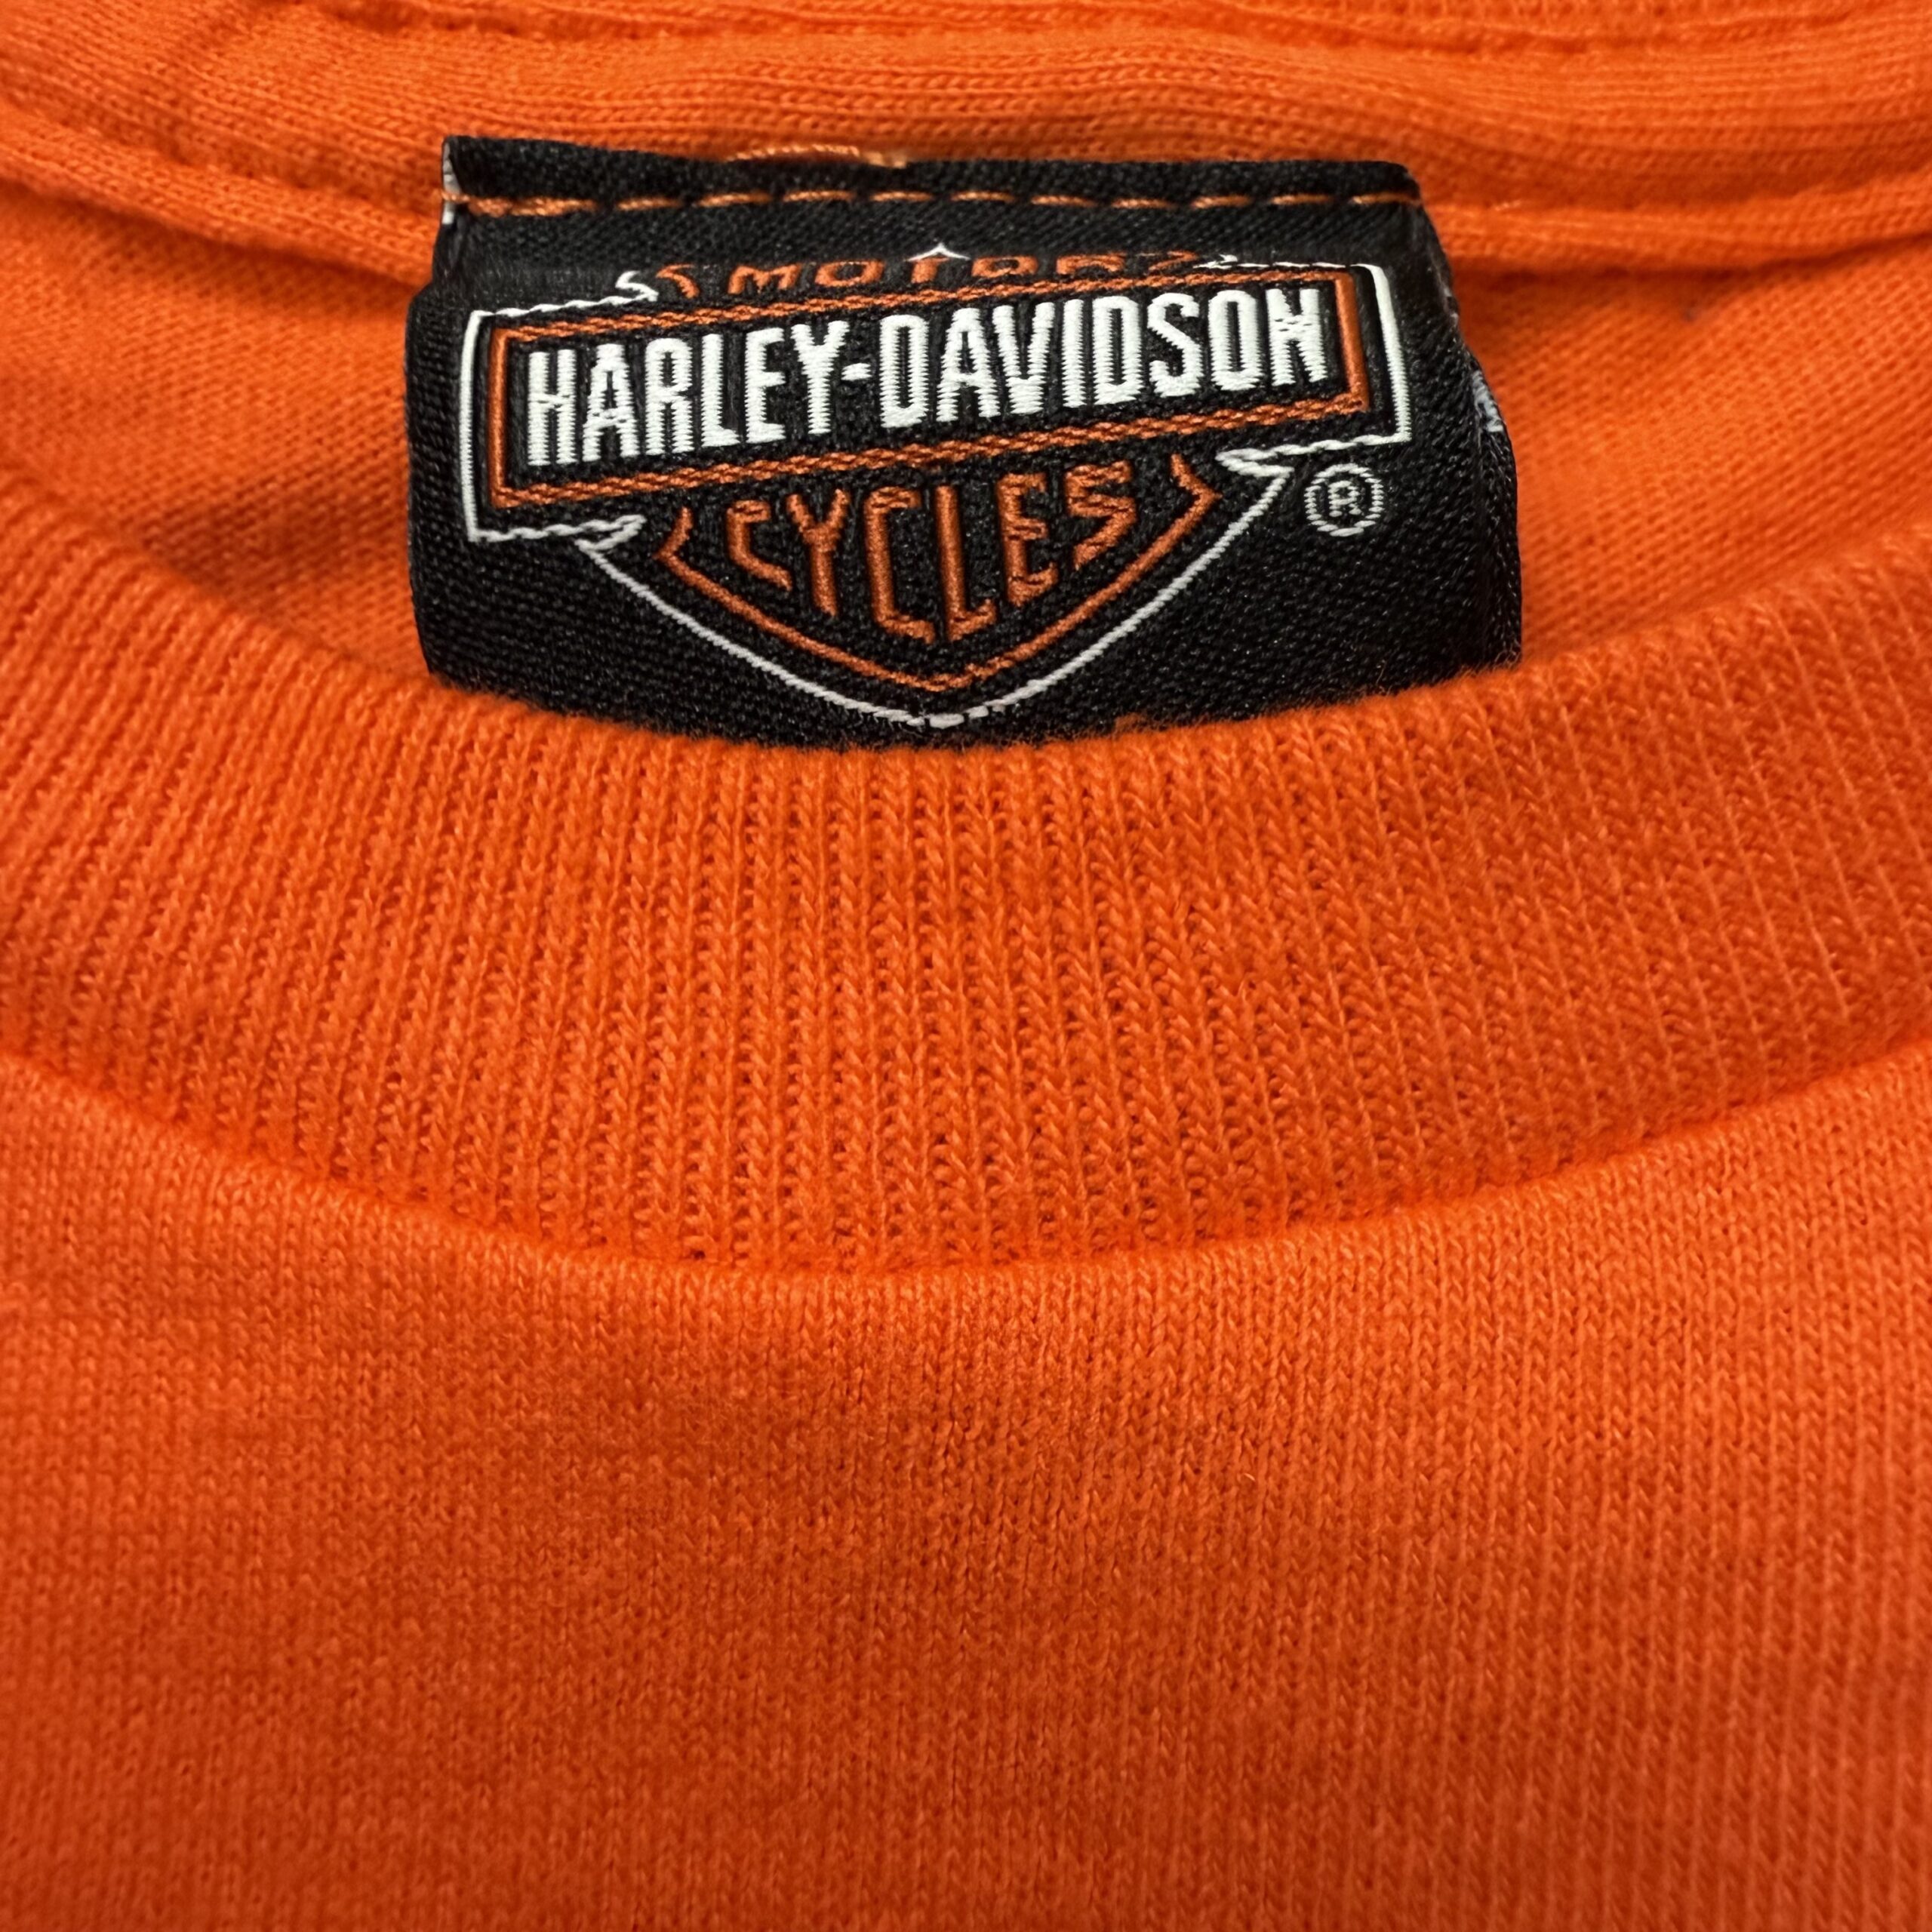 MOTOR
HARLEY-DAVIDSON
CYCLES
®